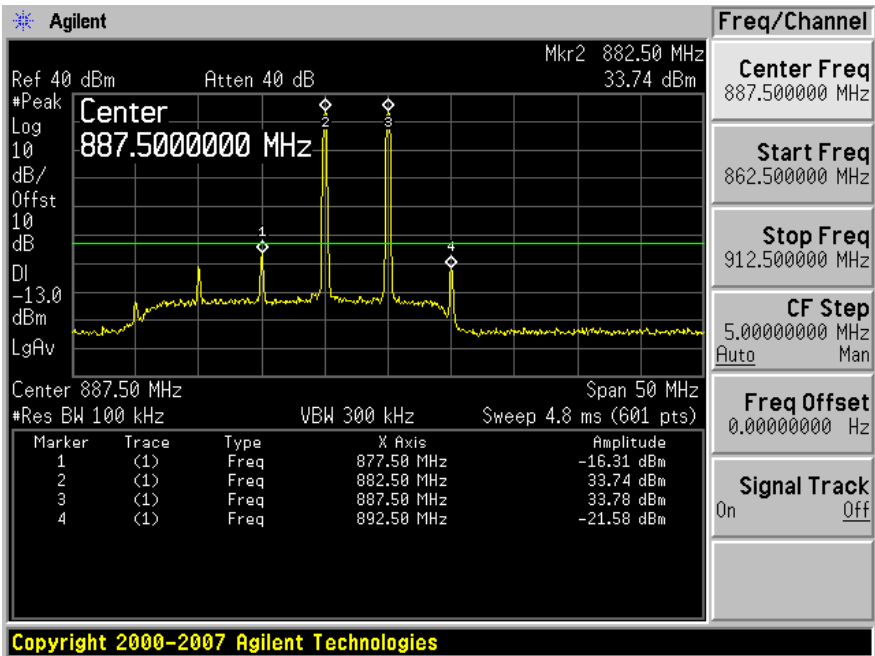 Agilent
Freq/Channel
Mkr2 882.50 MHz
Ref 40 dBm Atten 40 dB 33.74 dBm
#Peak
Log
10
dB/
Offst
10
dB
DI
-13.0
dBm
LgAv
Center
887.5000000 MHz
1
2
3
4
Center 887.50 MHz Span 50 MHz
#Res BW 100 kHz VBW 300 kHz Sweep 4.8 ms (601 pts)
Marker Trace Type X Axis Amplitude
1 (1) Freq 877.50 MHz -16.31 dBm
2 (1) Freq 882.50 MHz 33.74 dBm
3 (1) Freq 887.50 MHz 33.78 dBm
4 (1) Freq 892.50 MHz -21.58 dBm
Center Freq
887.500000 MHz
Start Freq
862.500000 MHz
Stop Freq
912.500000 MHz
CF Step
5.00000000 MHz
Auto Man
Freq Offset
0.00000000 Hz
Signal Track
On Off
Copyright 2000-2007 Agilent Technologies